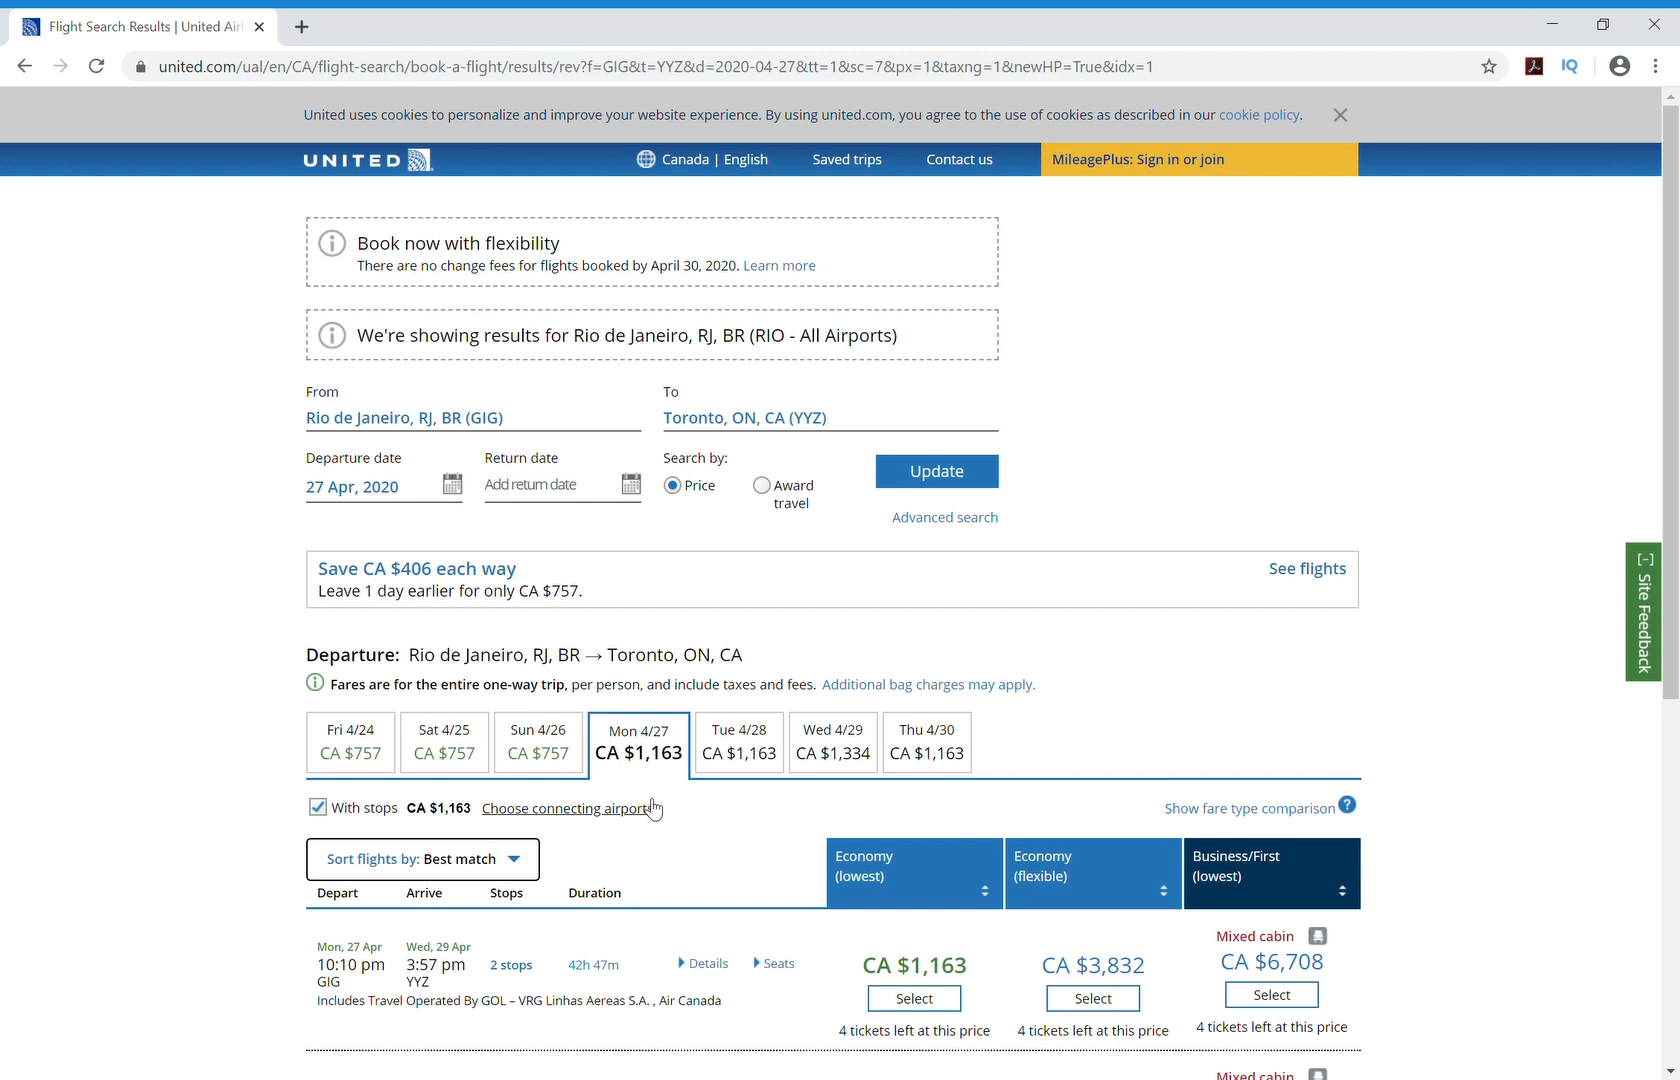 Flight Search Results | United Air
united.com/ual/en/CA/flight-search/book-a-flight/results/rev?f=GIG&t=YYZ&d=2020-04-27&tt=1&sc=7&px=1&taxng=1&newHP=True&idx=1
IQ
United uses cookies to personalize and improve your website experience. By using united.com, you agree to the use of cookies as described in our cookie policy.
UNITED
Canada | English
Saved trips
Contact us
MileagePlus: Sign in or join
Book now with flexibility
There are no change fees for flights booked by April 30, 2020. Learn more
We're showing results for Rio de Janeiro, RJ, BR (RIO - All Airports)
From
To
Rio de Janeiro, RJ, BR (GIG)
Toronto, ON, CA (YYZ)
Departure date
Return date
Search by:
27 Apr, 2020
Add return date
Price
Award travel
Update
Advanced search
Save CA $406 each way
See flights
Leave 1 day earlier for only CA $757.
[-] Site Feedback
Departure: Rio de Janeiro, RJ, BR → Toronto, ON, CA
Fares are for the entire one-way trip, per person, and include taxes and fees. Additional bag charges may apply.
Fri 4/24
CA $757
Sat 4/25
CA $757
Sun 4/26
CA $757
Mon 4/27
CA $1,163
Tue 4/28
CA $1,163
Wed 4/29
CA $1,334
Thu 4/30
CA $1,163
With stops CA $1,163 Choose connecting airports
Show fare type comparison ?
Sort flights by: Best match
Economy
(lowest)
Economy
(flexible)
Business/First
(lowest)
Depart
Arrive
Stops
Duration
Mon, 27 Apr
10:10 pm
GIG
Wed, 29 Apr
3:57 pm
YYZ
2 stops
42h 47m
Details
Seats
Includes Travel Operated By GOL – VRG Linhas Aereas S.A. , Air Canada
CA $1,163
Select
4 tickets left at this price
CA $3,832
Select
4 tickets left at this price
Mixed cabin
CA $6,708
Select
4 tickets left at this price
Mixed cabin